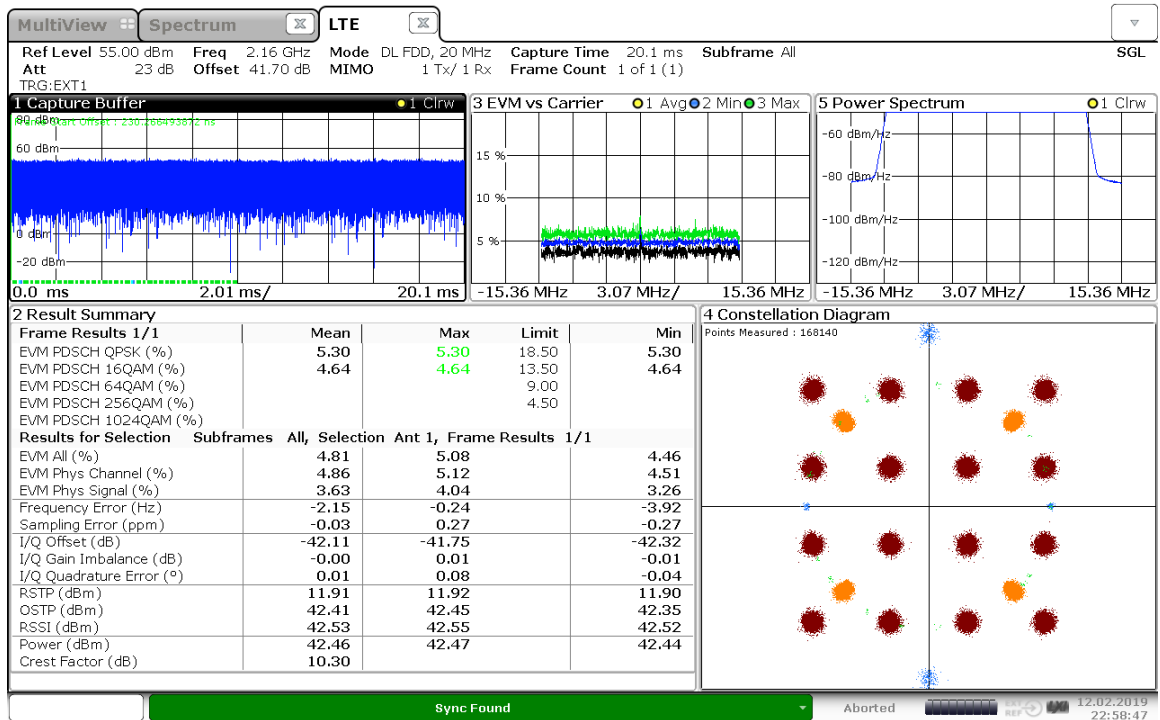 MultiView Spectrum LTE
Ref Level 55.00 dBm Freq 2.16 GHz Mode DL FDD, 20 MHz Capture Time 20.1 ms Subframe All SGL
Att 23 dB Offset 41.70 dB MIMO 1 Tx/ 1 Rx Frame Count 1 of 1 (1)
TRG:EXT1
1 Capture Buffer 1 Clrw
80 dBm
Frame Start Offset : 230.266493872 ns
60 dBm
0 dBm
-20 dBm
0.0 ms 2.01 ms/ 20.1 ms
3 EVM vs Carrier 1 Avg 2 Min 3 Max
15 %
10 %
5 %
-15.36 MHz 3.07 MHz/ 15.36 MHz
5 Power Spectrum 1 Clrw
-60 dBm/Hz
-80 dBm/Hz
-100 dBm/Hz
-120 dBm/Hz
-15.36 MHz 3.07 MHz/ 15.36 MHz
2 Result Summary
Frame Results 1/1 Mean Max Limit Min
EVM PDSCH QPSK (%) 5.30 5.30 18.50 5.30
EVM PDSCH 16QAM (%) 4.64 4.64 13.50 4.64
EVM PDSCH 64QAM (%) 9.00
EVM PDSCH 256QAM (%) 4.50
EVM PDSCH 1024QAM (%)
Results for Selection Subframes All, Selection Ant 1, Frame Results 1/1
EVM All (%) 4.81 5.08 4.46
EVM Phys Channel (%) 4.86 5.12 4.51
EVM Phys Signal (%) 3.63 4.04 3.26
Frequency Error (Hz) -2.15 -0.24 -3.92
Sampling Error (ppm) -0.03 0.27 -0.27
I/Q Offset (dB) -42.11 -41.75 -42.32
I/Q Gain Imbalance (dB) -0.00 0.01 -0.01
I/Q Quadrature Error (°) 0.01 0.08 -0.04
RSTP (dBm) 11.91 11.92 11.90
OSTP (dBm) 42.41 42.45 42.35
RSSI (dBm) 42.53 42.55 42.52
Power (dBm) 42.46 42.47 42.44
Crest Factor (dB) 10.30
4 Constellation Diagram
Points Measured : 168140
Sync Found
Aborted
EXT
REF
12.02.2019
22:58:47